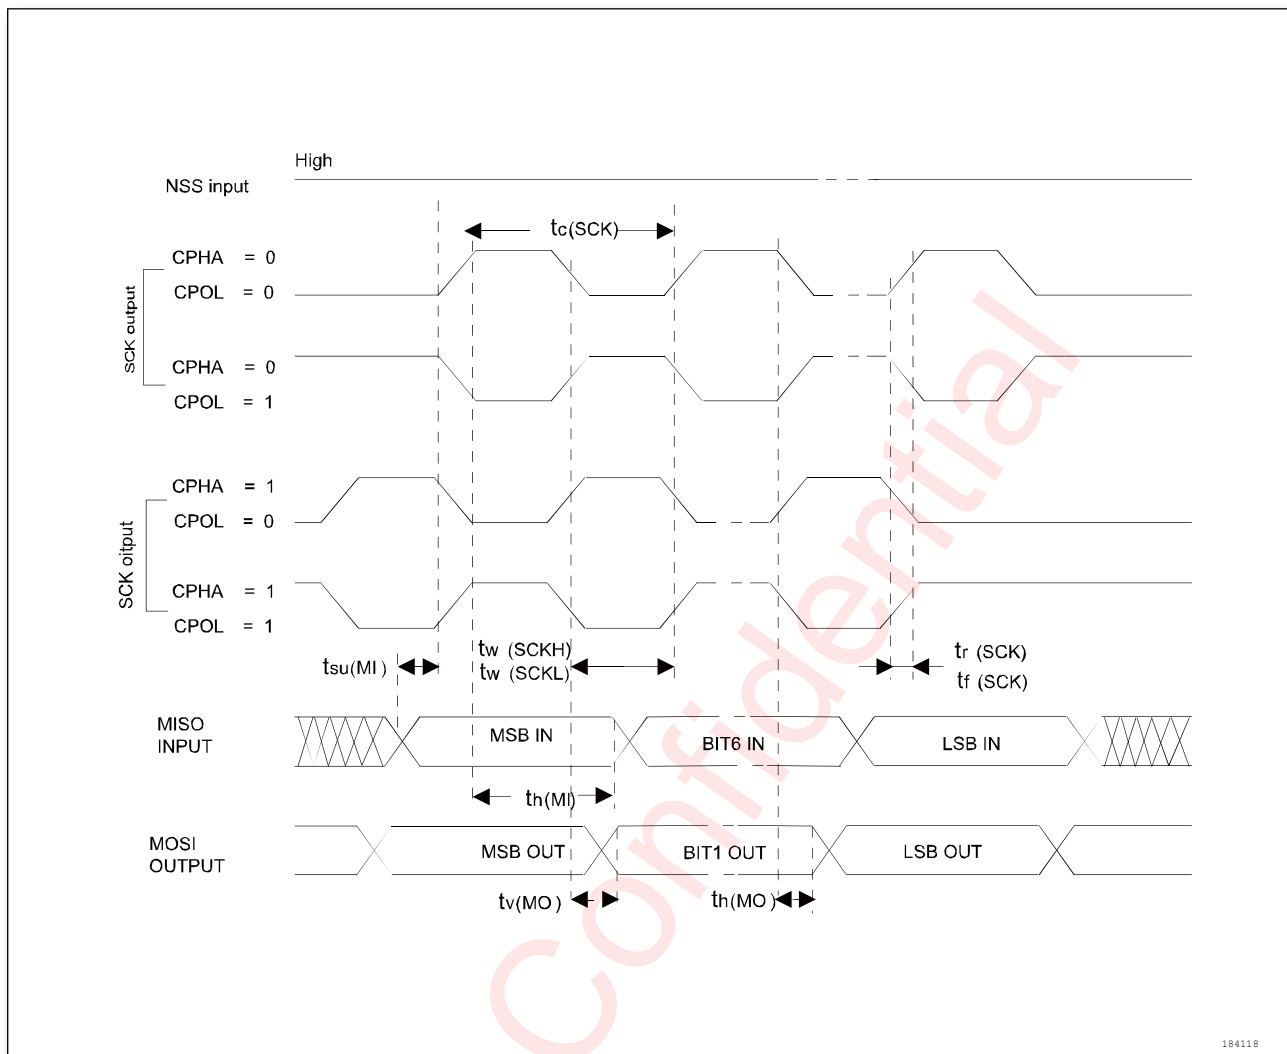 High
NSS input
tc(SCK)
CPHA = 0
CPOL = 0
SCK output
CPHA = 0
CPOL = 1
CPHA = 1
CPOL = 0
SCK oitput
CPHA = 1
CPOL = 1
tsu(MI)
tw (SCKH)
tw (SCKL)
tr (SCK)
tf (SCK)
MISO
INPUT
MSB IN
BIT6 IN
LSB IN
th(MI)
MOSI
OUTPUT
MSB OUT
BIT1 OUT
LSB OUT
tv(MO )
th(MO )
Confidential
184118